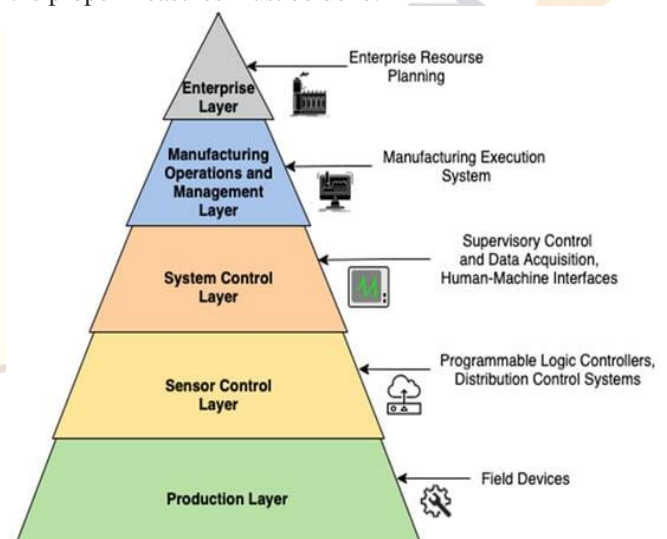 Enterprise Resourse
Planning
Enterprise
Layer
Manufacturing
Operations and
Management
Layer
Manufacturing Execution
System
Supervisory Control
and Data Acquisition,
Human-Machine Interfaces
System Control
Layer
Programmable Logic Controllers,
Distribution Control Systems
Sensor Control
Layer
Field Devices
Production Layer